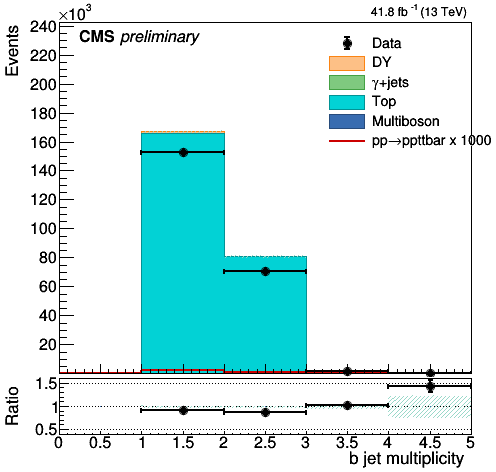 ×10³
41.8 fb⁻¹ (13 TeV)
Events
CMS preliminary
Data
DY
γ+jets
Top
Multiboson
pp→ppttbar x 1000
240
220
200
180
160
140
120
100
80
60
40
20
Ratio
1.5
1
0.5
0 0.5 1 1.5 2 2.5 3 3.5 4 4.5 5
b jet multiplicity